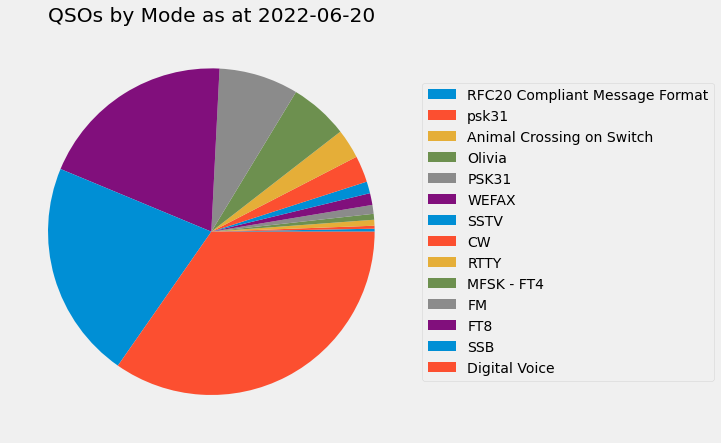 QSOs by Mode as at 2022-06-20
RFC20 Compliant Message Format
psk31
Animal Crossing on Switch
Olivia
PSK31
WEFAX
SSTV
CW
RTTY
MFSK - FT4
FM
FT8
SSB
Digital Voice